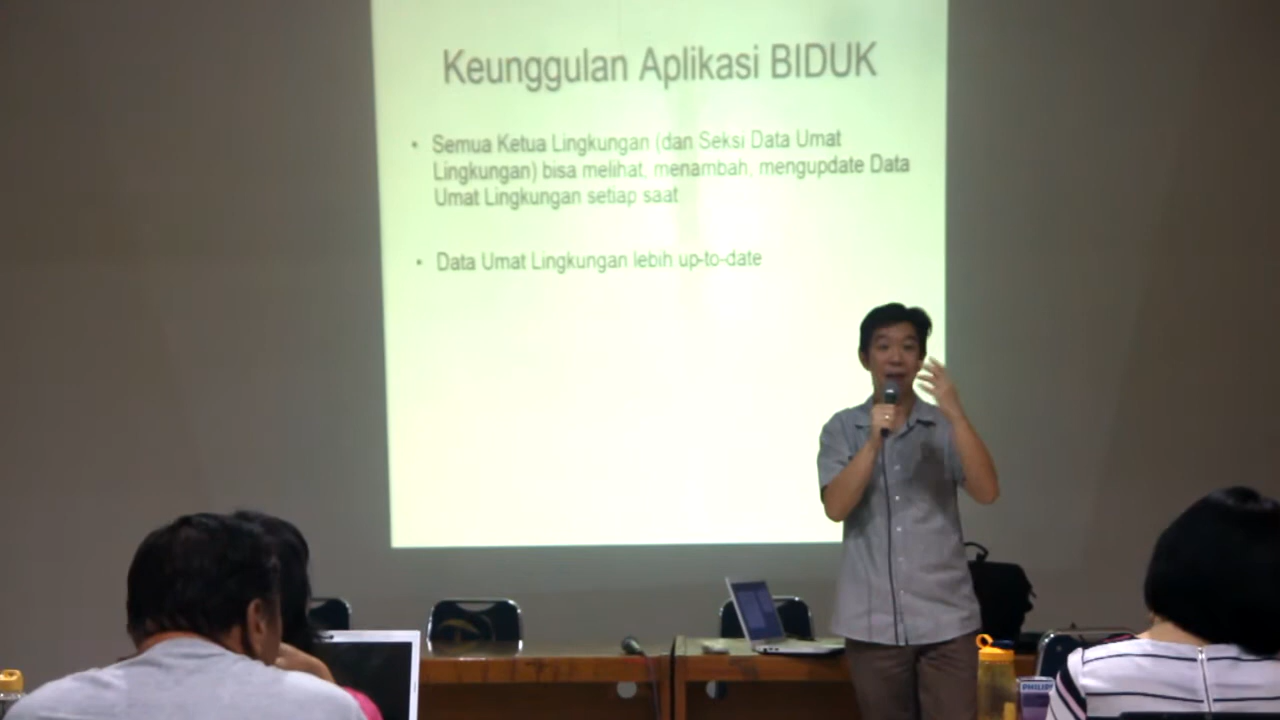 Keunggulan Aplikasi BIDUK
• Semua Ketua Lingkungan (dan Seksi Data Umat
Lingkungan) bisa melihat, menambah, mengupdate Data
Umat Lingkungan setiap saat
• Data Umat Lingkungan lebih up-to-date
PHILIPS